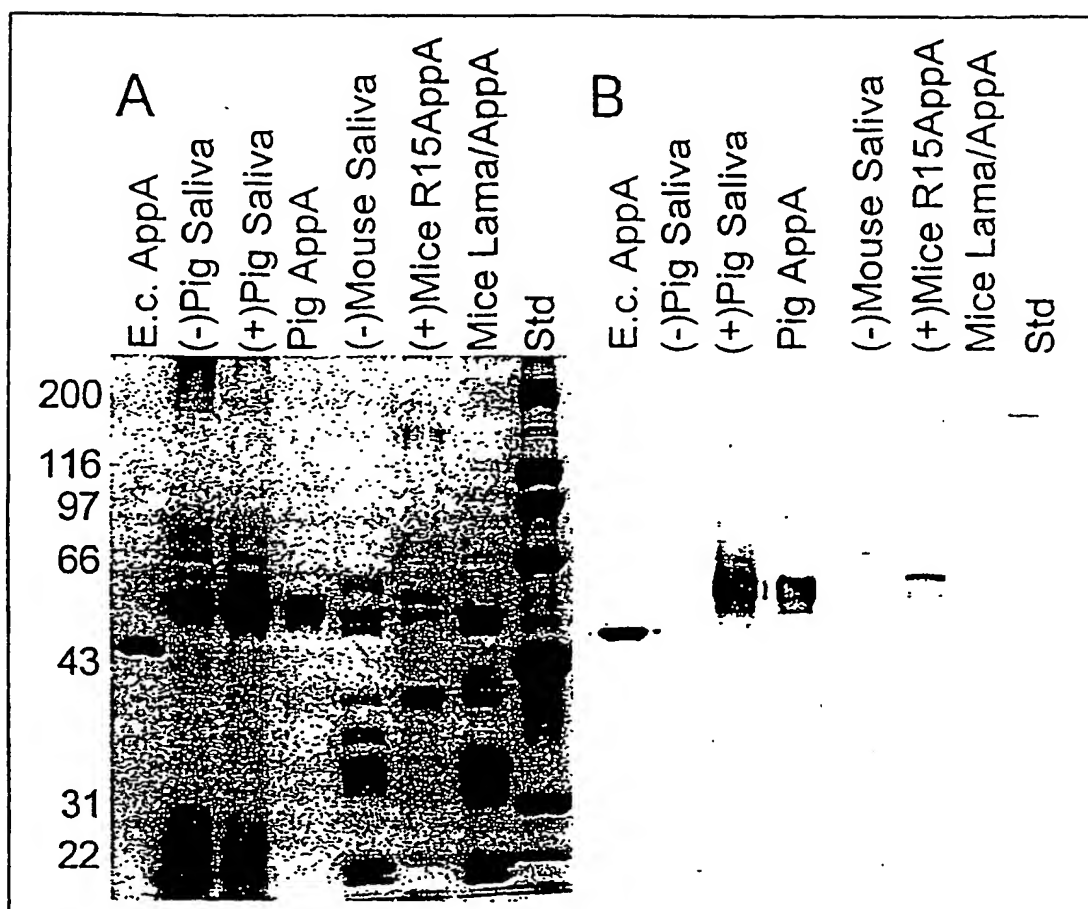 A
E.c. AppA
(-)Pig Saliva
(+)Pig Saliva
Pig AppA
(-)Mouse Saliva
(+)Mice R15AppA
Mice Lama/AppA
Std
200
116
97
66
43
31
22
B
E.c. AppA
(-)Pig Saliva
(+)Pig Saliva
Pig AppA
(-)Mouse Saliva
(+)Mice R15AppA
Mice Lama/AppA
Std